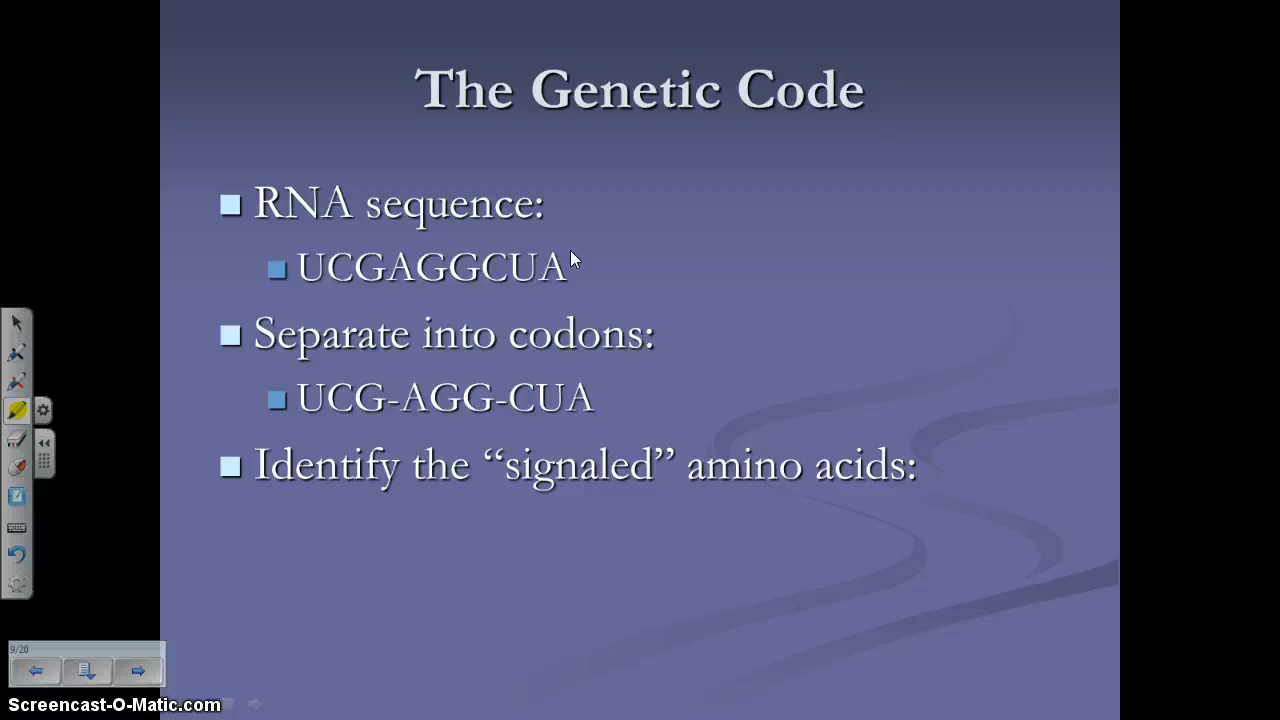 The Genetic Code
RNA sequence:
UCGAGGCUA
Separate into codons:
UCG-AGG-CUA
Identify the “signaled” amino acids:
9/20
Screencast-O-Matic.com